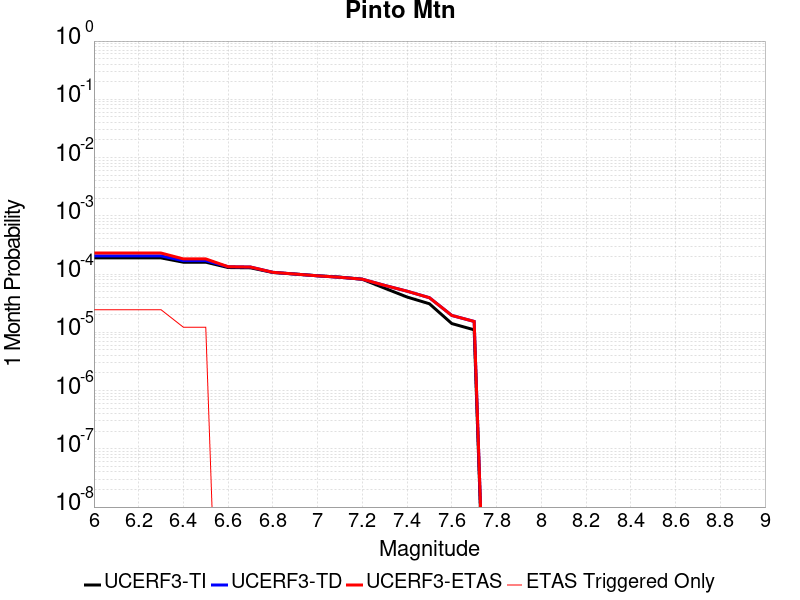 Pinto Mtn
10^0
10^-1
10^-2
10^-3
10^-4
10^-5
10^-6
10^-7
10^-8
1 Month Probability
6 6.2 6.4 6.6 6.8 7 7.2 7.4 7.6 7.8 8 8.2 8.4 8.6 8.8 9
Magnitude
UCERF3-TI UCERF3-TD UCERF3-ETAS ETAS Triggered Only